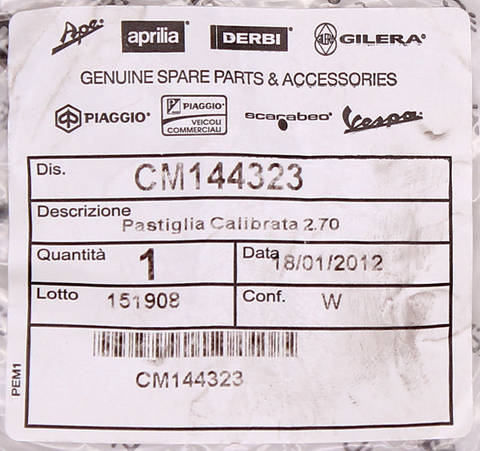 Ape aprilia DERBI GILERA
GENUINE SPARE PARTS & ACCESSORIES
PIAGGIO PIAGGIO VEICOLI COMMERCIALI scarabeo Vespa
Dis. CM144323
Descrizione
Pastiglia Calibrata 2.70
Quantità 1 Data 18/01/2012
Lotto 151908 Conf. W
CM144323
PEM1